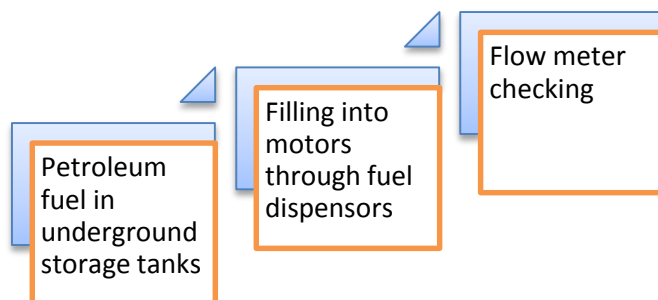 Petroleum
fuel in
underground
storage tanks
Filling into
motors
through fuel
dispensors
Flow meter
checking